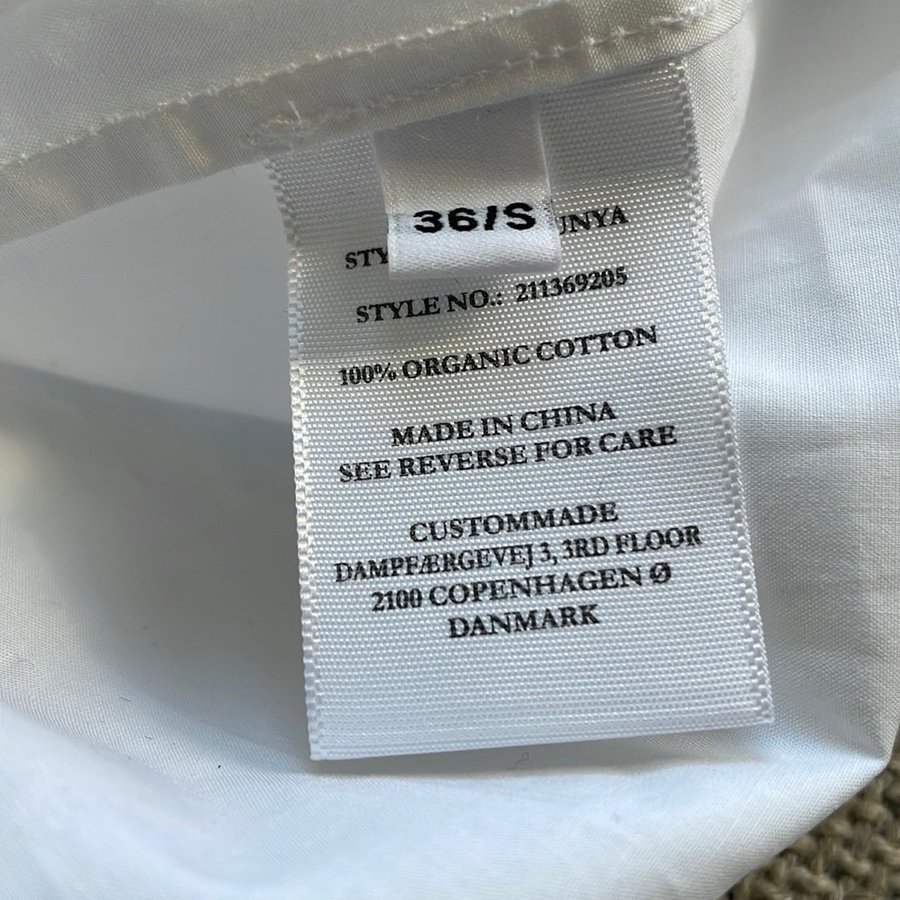 36/S
STYLE NO.: 211369205
100% ORGANIC COTTON
MADE IN CHINA
SEE REVERSE FOR CARE
CUSTOMMADE
DAMPFÆRGEVEJ 3, 3RD FLOOR
2100 COPENHAGEN Ø
DANMARK